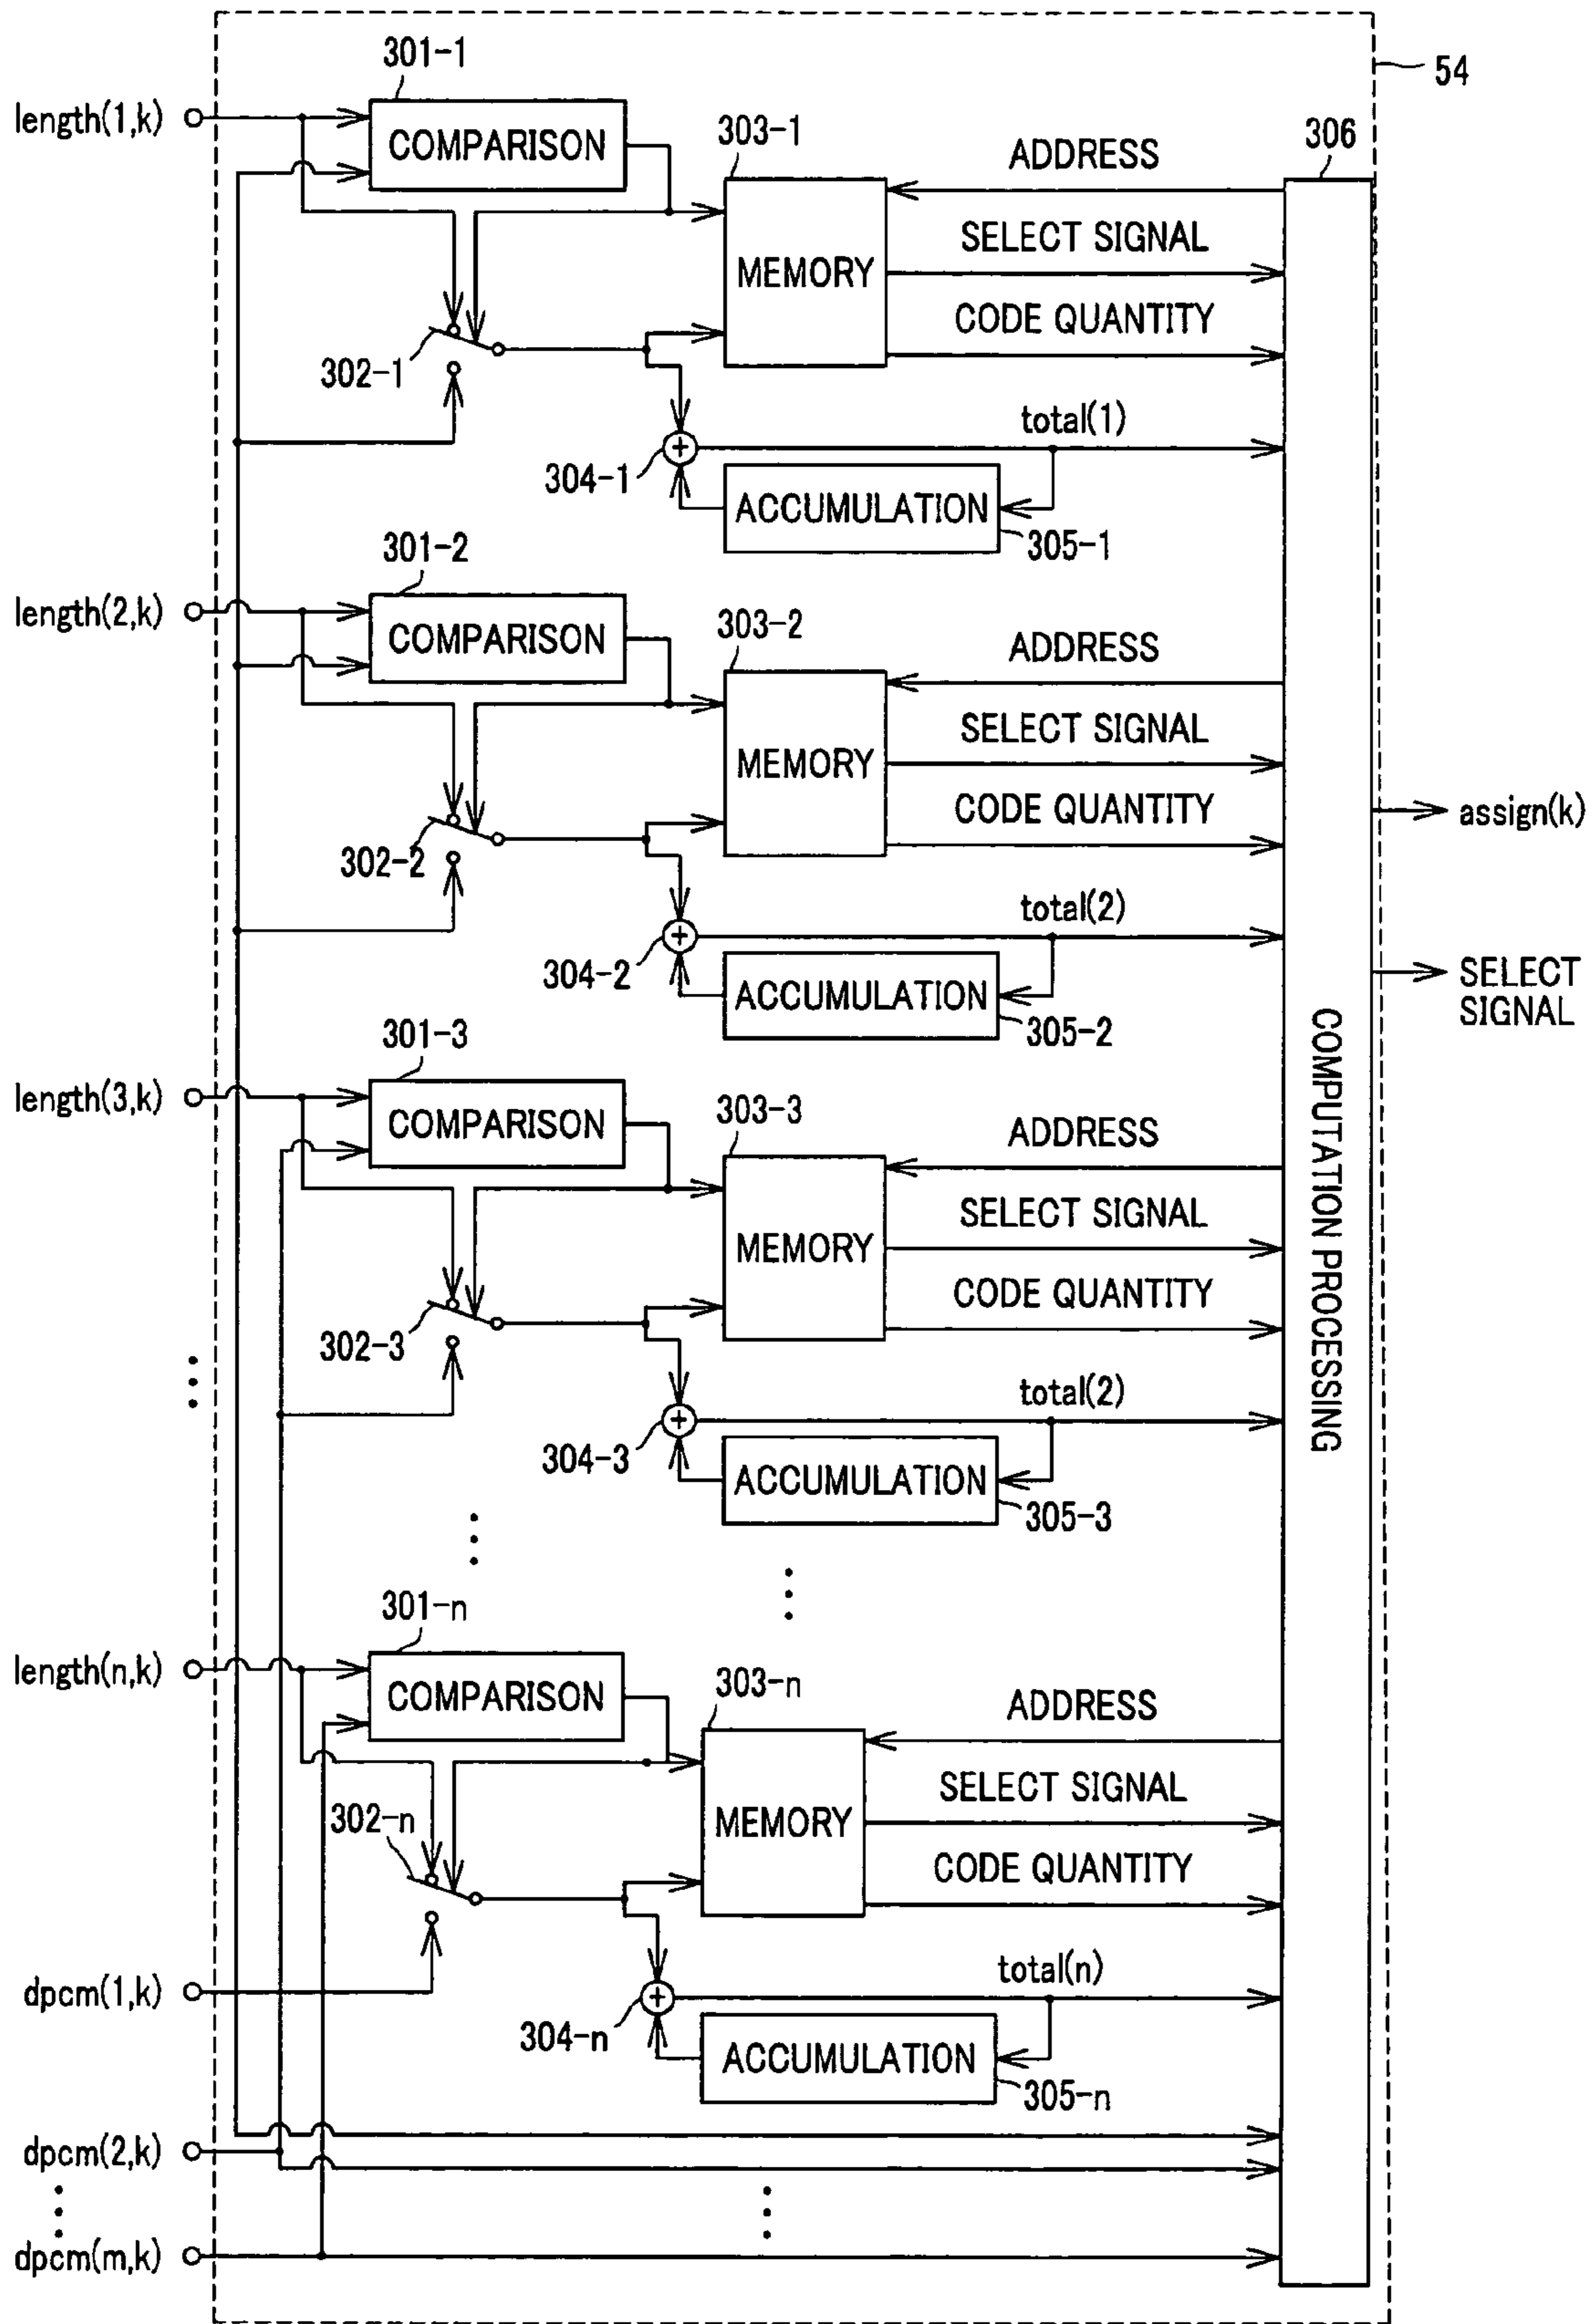 54
301-1
length(1,k)
COMPARISON
303-1
ADDRESS
306
SELECT SIGNAL
MEMORY
CODE QUANTITY
302-1
total(1)
304-1
ACCUMULATION
305-1
301-2
length(2,k)
COMPARISON
303-2
ADDRESS
SELECT SIGNAL
MEMORY
CODE QUANTITY
assign(k)
302-2
total(2)
304-2
SELECT
SIGNAL
ACCUMULATION
305-2
COMPUTATION PROCESSING
301-3
length(3,k)
COMPARISON
303-3
ADDRESS
SELECT SIGNAL
MEMORY
CODE QUANTITY
302-3
total(2)
304-3
ACCUMULATION
305-3
301-n
length(n,k)
COMPARISON
303-n
ADDRESS
SELECT SIGNAL
302-n
MEMORY
CODE QUANTITY
total(n)
dpcm(1,k)
304-n
ACCUMULATION
305-n
dpcm(2,k)
dpcm(m,k)